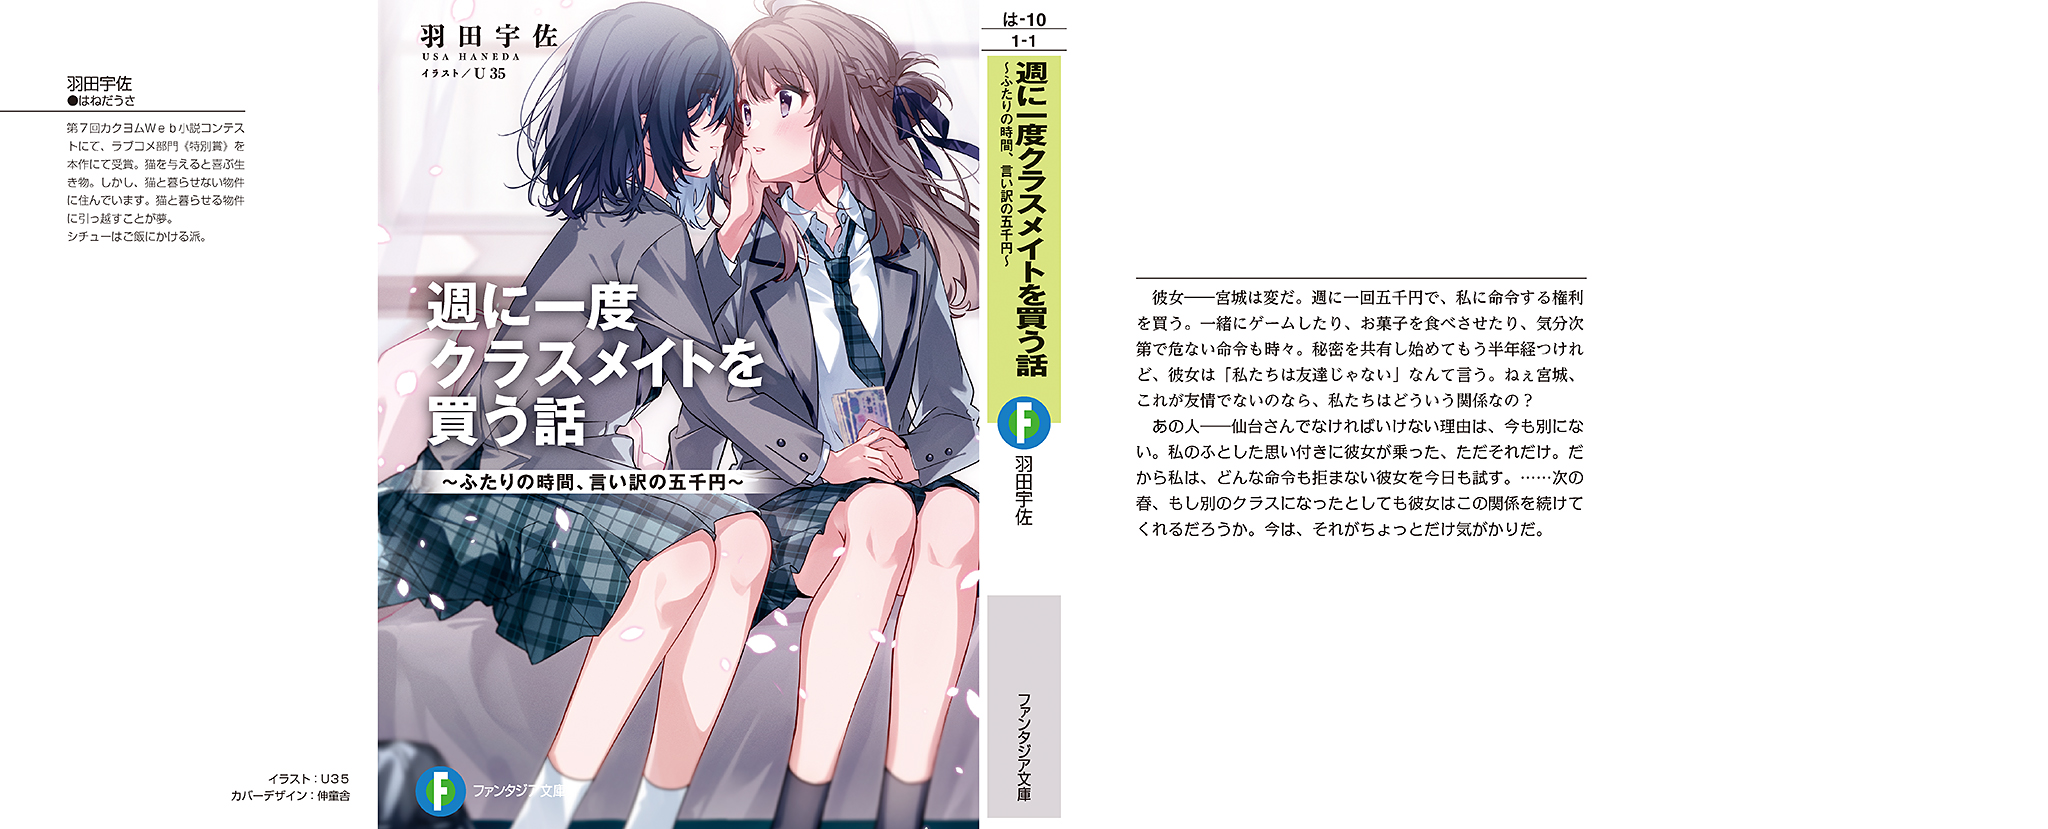 羽田宇佐
●はねだうさ
第7回カクヨムWeb小説コンテス
トにて、ラブコメ部門《特別賞》を
本作にて受賞。猫を与えると喜ぶ生
き物。しかし、猫と暮らせない物件
に住んでいます。猫と暮らせる物件
に引っ越すことが夢。
シチューはご飯にかける派。
イラスト：U35
カバーデザイン：伸童舎
羽田宇佐
USA HANEDA
イラスト／U35
週に一度
クラスメイトを
買う話
～ふたりの時間、言い訳の五千円～
F
ファンタジア文庫
は-10
1-1
週に一度クラスメイトを買う話
～ふたりの時間、言い訳の五千円～
F
羽田宇佐
ファンタジア文庫
彼女――宮城は変だ。週に一回五千円で、私に命令する権利
を買う。一緒にゲームしたり、お菓子を食べさせたり、気分次
第で危ない命令も時々。秘密を共有し始めてもう半年経つけれ
ど、彼女は「私たちは友達じゃない」なんて言う。ねぇ宮城、
これが友情でないのなら、私たちはどういう関係なの？
あの人――仙台さんでなければいけない理由は、今も別にな
い。私のふとした思い付きに彼女が乗った、ただそれだけ。だ
から私は、どんな命令も拒まない彼女を今日も試す。……次の
春、もし別のクラスになったとしても彼女はこの関係を続けて
くれるだろうか。今は、それがちょっとだけ気がかりだ。